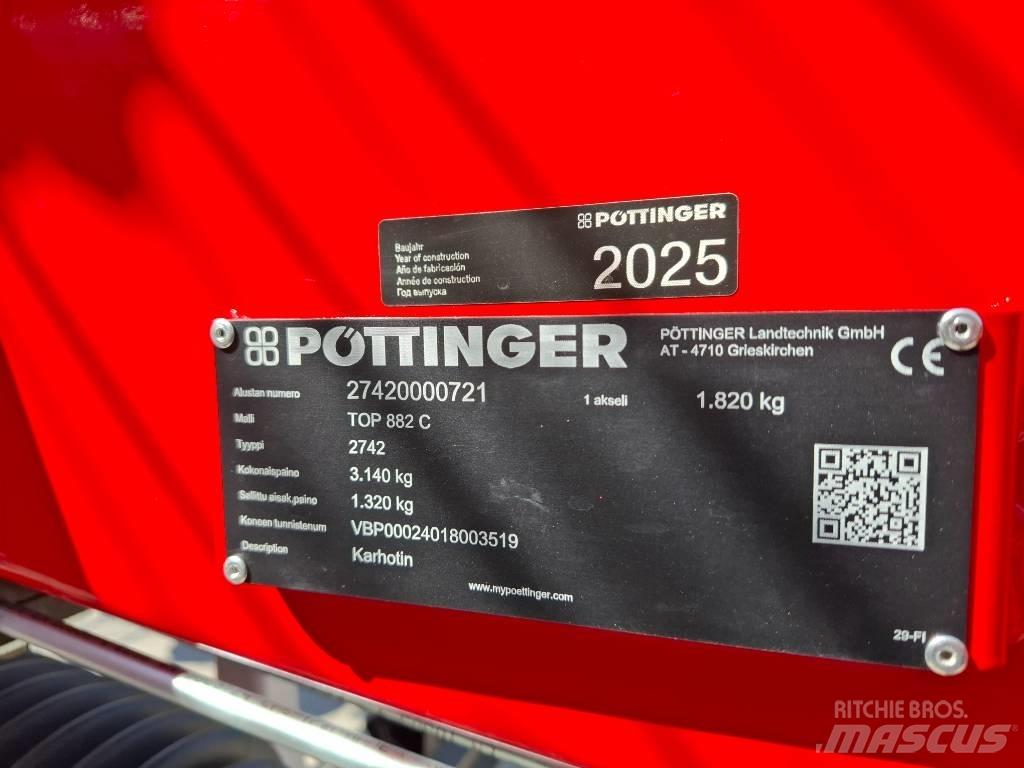 PÖTTINGER
Baujahr
Year of construction
Año de fabricación
Année de construction
Год выпуска
2025
PÖTTINGER
PÖTTINGER Landtechnik GmbH
AT - 4710 Grieskirchen
CE
Alustan numero 27420000721 1 akseli 1.820 kg
Malli TOP 882 C
Tyyppi 2742
Kokonaispaino 3.140 kg
Sallittu aisak.paino 1.320 kg
Koneen tunnistenum VBP00024018003519
Description Karhotin
www.mypoettinger.com
29-FI
RITCHIE BROS.
MASCUS